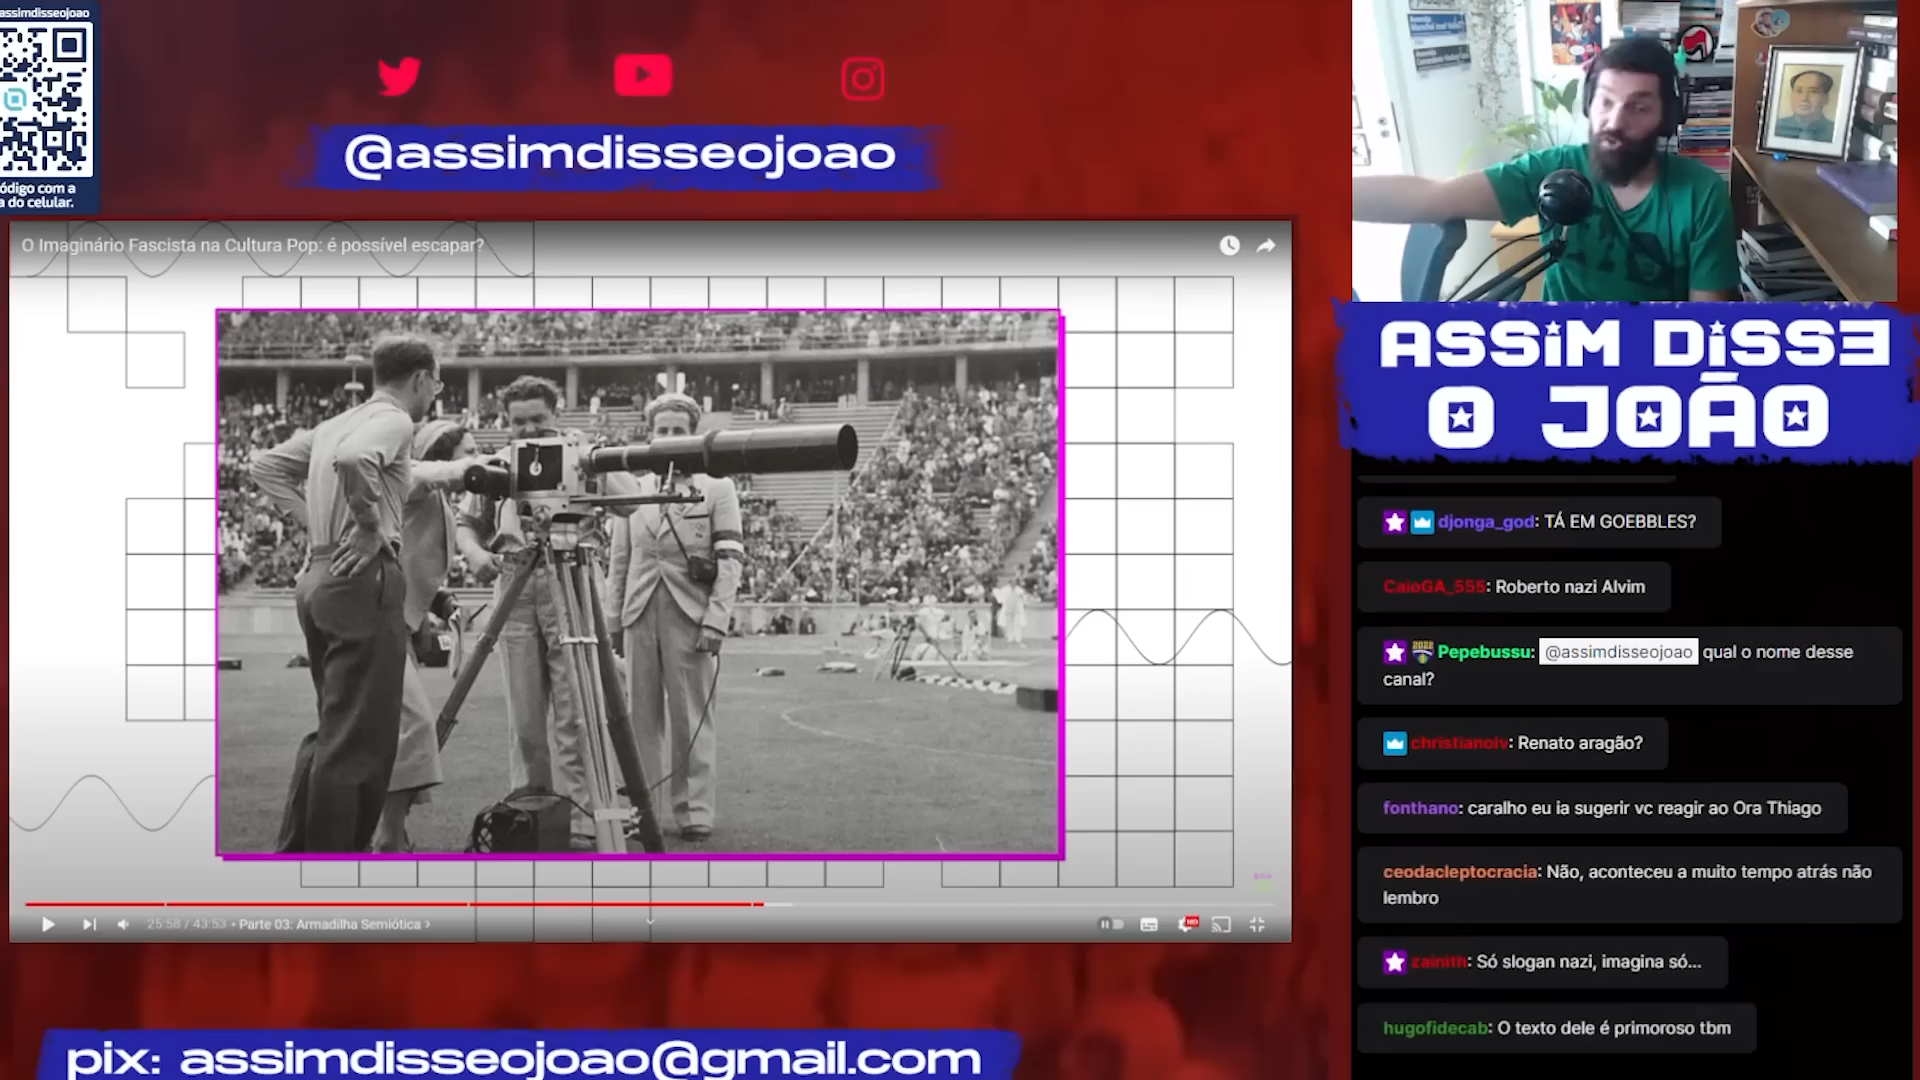 assimdisseojoao
ódigo com a
a do celular.
@assimdisseojoao
O Imaginário Fascista na Cultura Pop: é possível escapar?
25:58 / 43:53 • Parte 03: Armadilha Semiótica >
HD
pix: assimdisseojoao@gmail.com
ASSIM DISSE
O JOÃO
djonga_god: TÁ EM GOEBBLES?
CaioGA_555: Roberto nazi Alvim
Pepebussu: @assimdisseojoao qual o nome desse
canal?
christianoiv: Renato aragão?
fonthano: caralho eu ia sugerir vc reagir ao Ora Thiago
ceodacleptocracia: Não, aconteceu a muito tempo atrás não
lembro
zainith: Só slogan nazi, imagina só...
hugofidecab: O texto dele é primoroso tbm